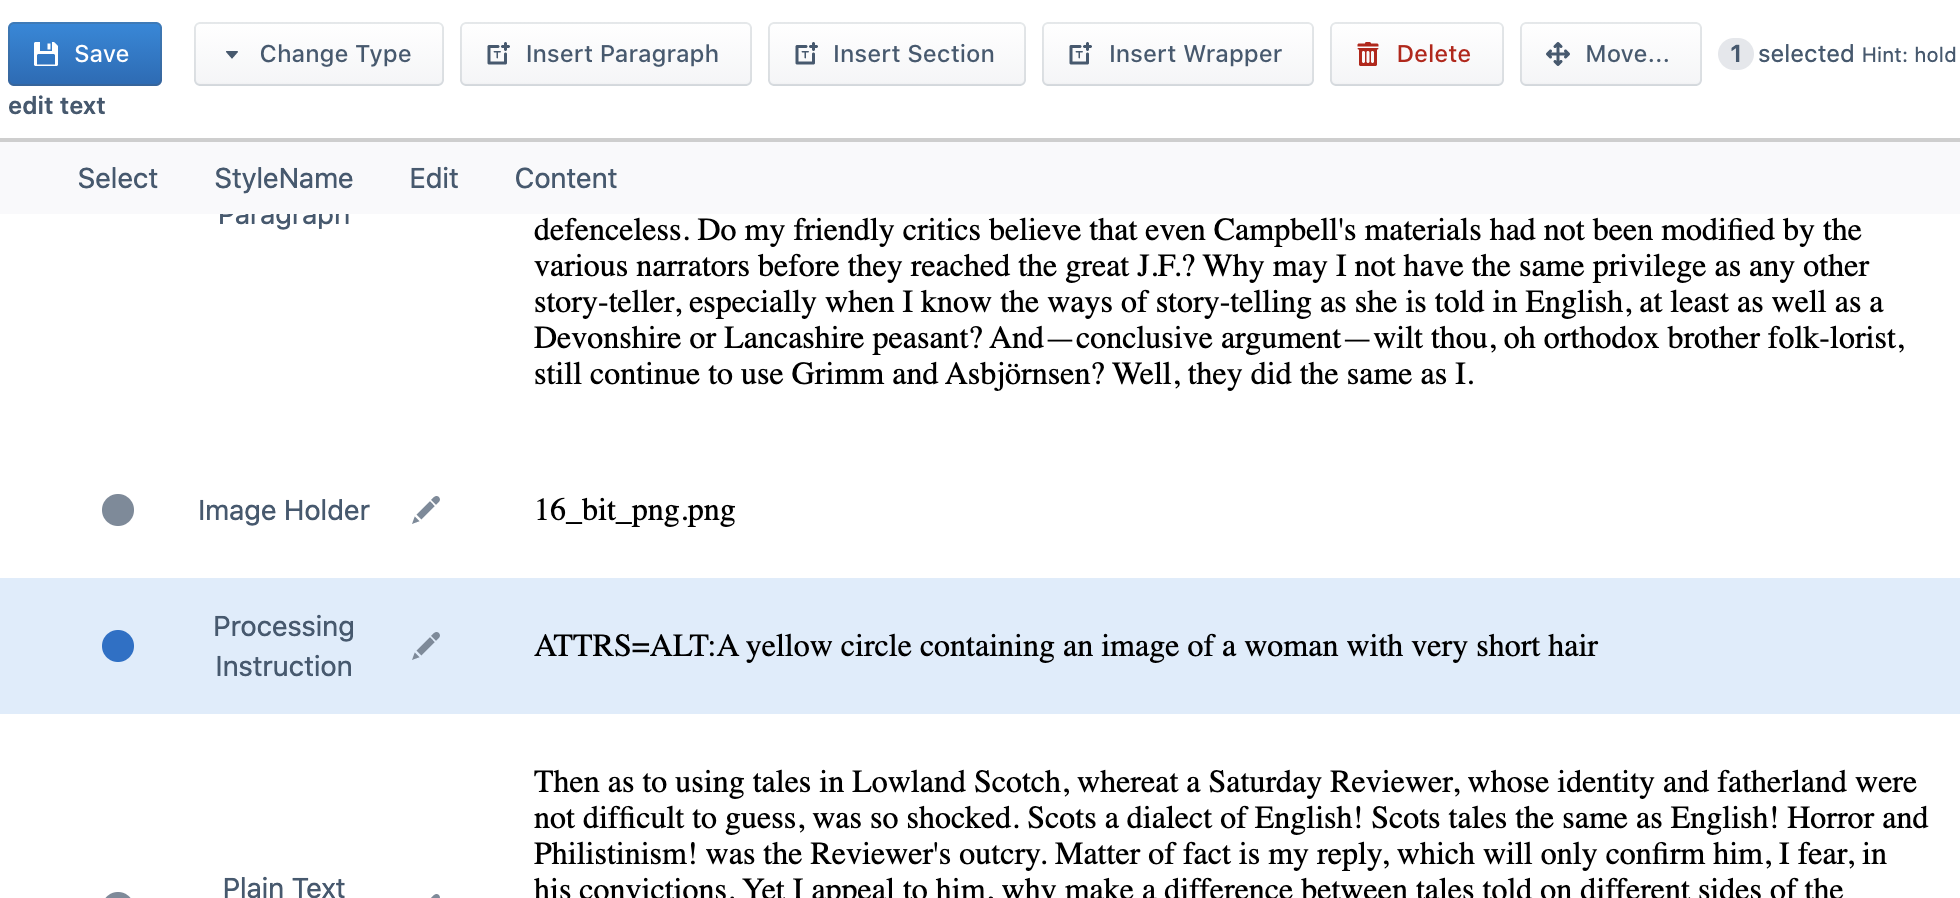 Save
Change Type
Insert Paragraph
Insert Section
Insert Wrapper
Delete
Move...
1 selected Hint: hold
edit text
Select StyleName Edit Content
Paragraph
defenceless. Do my friendly critics believe that even Campbell's materials had not been modified by the
various narrators before they reached the great J.F.? Why may I not have the same privilege as any other
story-teller, especially when I know the ways of story-telling as she is told in English, at least as well as a
Devonshire or Lancashire peasant? And—conclusive argument—wilt thou, oh orthodox brother folk-lorist,
still continue to use Grimm and Asbjörnsen? Well, they did the same as I.
Image Holder
16_bit_png.png
Processing
Instruction
ATTRS=ALT:A yellow circle containing an image of a woman with very short hair
Then as to using tales in Lowland Scotch, whereat a Saturday Reviewer, whose identity and fatherland were
not difficult to guess, was so shocked. Scots a dialect of English! Scots tales the same as English! Horror and
Philistinism! was the Reviewer's outcry. Matter of fact is my reply, which will only confirm him, I fear, in
his convictions. Yet I appeal to him, why make a difference between tales told on different sides of the
Plain Text